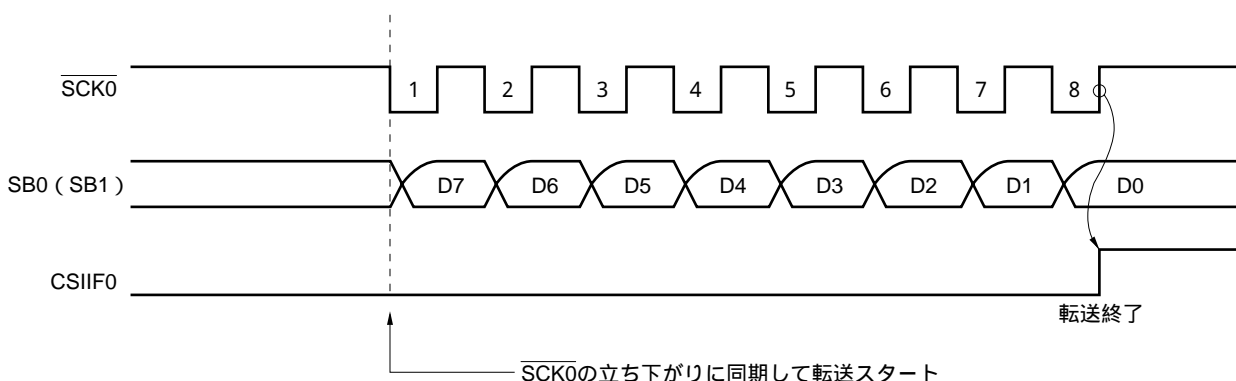 SCK0
1 2 3 4 5 6 7 8
SB0（SB1）
D7 D6 D5 D4 D3 D2 D1 D0
CSIIF0
転送終了
SCK0の立ち下がりに同期して転送スタート